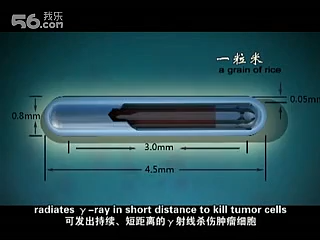 56.com 我乐
一粒米
a grain of rice
0.8mm
0.05mm
3.0mm
4.5mm
radiates γ-ray in short distance to kill tumor cells
可发出持续、短距离的γ射线杀伤肿瘤细胞